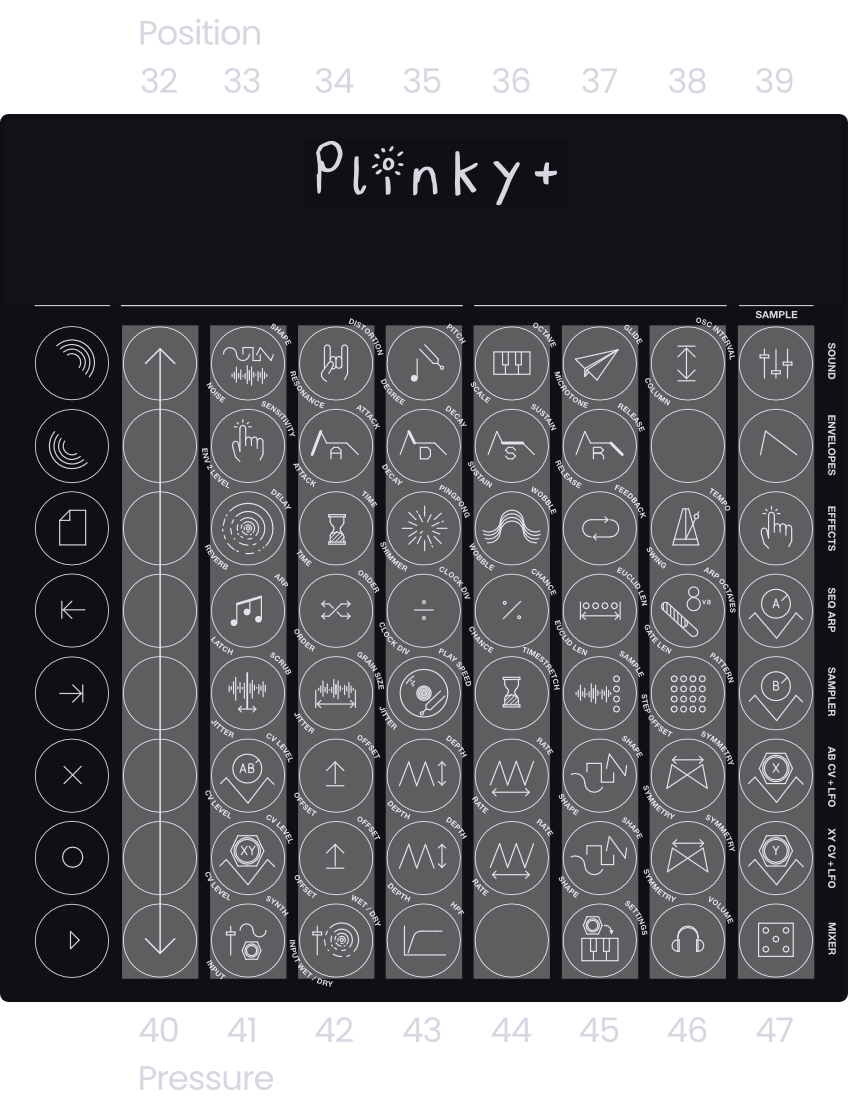 Position
32 33 34 35 36 37 38 39
Plinky+
SAMPLE
SHAPE DISTORTION PITCH OCTAVE GLIDE OSC INTERVAL
SOUND
NOISE RESONANCE DEGREE SCALE MICROTONE COLUMN
SENSITIVITY ATTACK DECAY SUSTAIN RELEASE
A D S R
ENVELOPES
ENV 2 LEVEL ATTACK DECAY SUSTAIN RELEASE
DELAY TIME PINGPONG WOBBLE FEEDBACK TEMPO
EFFECTS
REVERB TIME SHIMMER WOBBLE SWING
ARP ORDER CLOCK DIV CHANCE EUCLID LEN ARP OCTAVES
8va A
SEQ ARP
LATCH ORDER CLOCK DIV CHANCE EUCLID LEN GATE LEN
SCRUB GRAIN SIZE PLAY SPEED TIMESTRETCH SAMPLE PATTERN
B
SAMPLER
JITTER JITTER JITTER STEP OFFSET
CV LEVEL OFFSET DEPTH RATE SHAPE SYMMETRY
AB X
AB CV + LFO
CV LEVEL OFFSET DEPTH RATE SHAPE SYMMETRY
CV LEVEL OFFSET DEPTH RATE SHAPE SYMMETRY
XY Y
XY CV + LFO
CV LEVEL OFFSET DEPTH RATE SHAPE SYMMETRY
SYNTH WET / DRY HPF SETTINGS VOLUME
MIXER
INPUT INPUT WET / DRY
40 41 42 43 44 45 46 47
Pressure